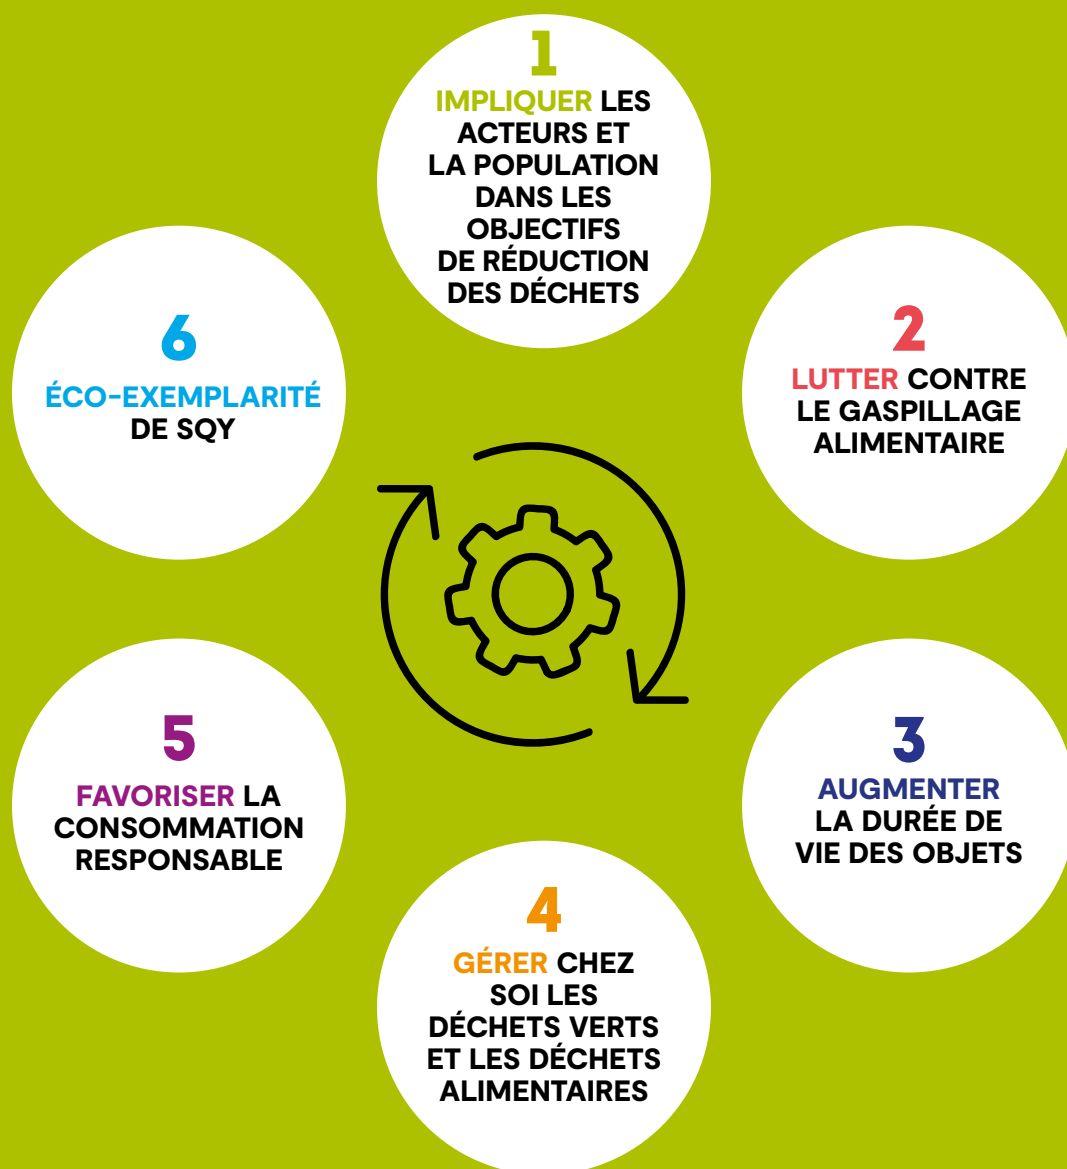 1
IMPLIQUER LES
ACTEURS ET
LA POPULATION
DANS LES
OBJECTIFS
DE RÉDUCTION
DES DÉCHETS
2
LUTTER CONTRE
LE GASPILLAGE
ALIMENTAIRE
3
AUGMENTER
LA DURÉE DE
VIE DES OBJETS
4
GÉRER CHEZ
SOI LES
DÉCHETS VERTS
ET LES DÉCHETS
ALIMENTAIRES
5
FAVORISER LA
CONSOMMATION
RESPONSABLE
6
ÉCO-EXEMPLARITÉ
DE SQY